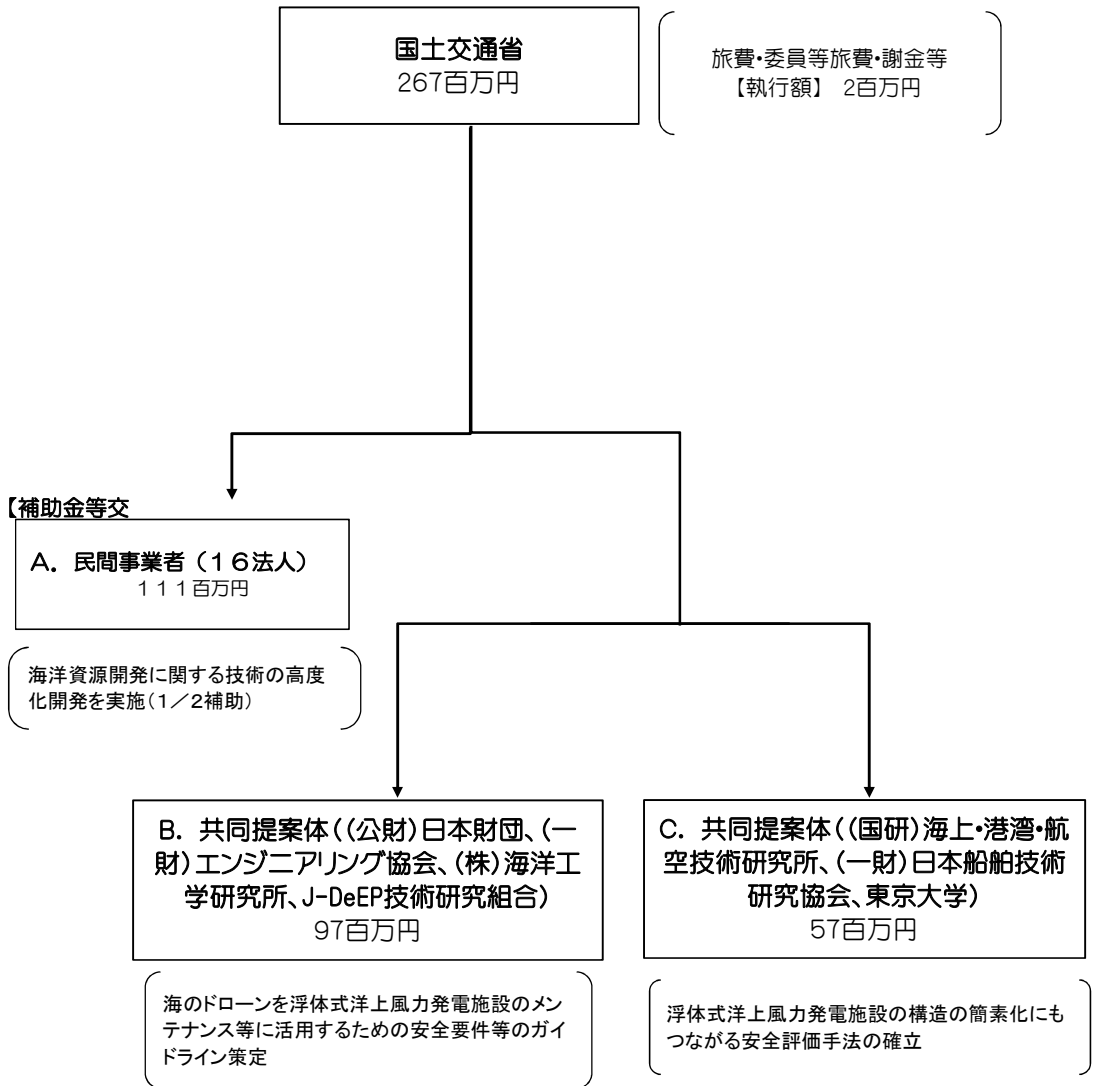 国土交通省
267百万円
旅費・委員等旅費・謝金等
【執行額】 2百万円
【補助金等交
A. 民間事業者(16法人)
111百万円
海洋資源開発に関する技術の高度
化開発を実施(1/2補助)
B. 共同提案体((公財)日本財団、(一
財)エンジニアリング協会、(株)海洋工
学研究所、J-DeEP技術研究組合)
97百万円
C. 共同提案体((国研)海上・港湾・航
空技術研究所、(一財)日本船舶技術
研究協会、東京大学)
57百万円
海のドローンを浮体式洋上風力発電施設のメン
テナンス等に活用するための安全要件等のガイ
ドライン策定
浮体式洋上風力発電施設の構造の簡素化にも
つながる安全評価手法の確立